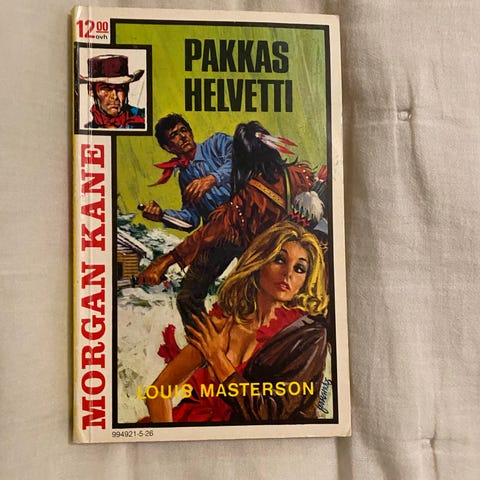 12.00
ovh
PAKKAS
HELVETTI
MORGAN KANE
LOUIS MASTERSON
994921-5-26